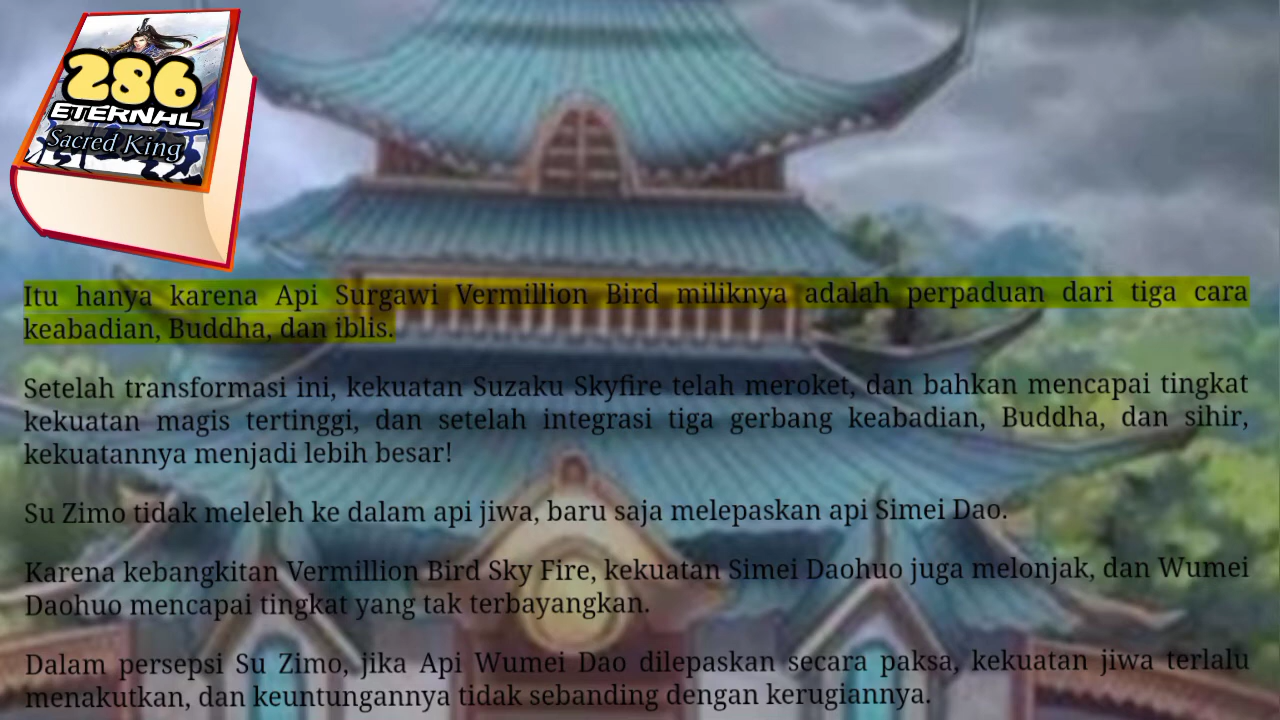 286
ETERNAL
Sacred King
Itu hanya karena Api Surgawi Vermillion Bird miliknya adalah perpaduan dari tiga cara
keabadian, Buddha, dan iblis.
Setelah transformasi ini, kekuatan Suzaku Skyfire telah meroket, dan bahkan mencapai tingkat
kekuatan magis tertinggi, dan setelah integrasi tiga gerbang keabadian, Buddha, dan sihir,
kekuatannya menjadi lebih besar!
Su Zimo tidak meleleh ke dalam api jiwa, baru saja melepaskan api Simei Dao.
Karena kebangkitan Vermillion Bird Sky Fire, kekuatan Simei Daohuo juga melonjak, dan Wumei
Daohuo mencapai tingkat yang tak terbayangkan.
Dalam persepsi Su Zimo, jika Api Wumei Dao dilepaskan secara paksa, kekuatan jiwa terlalu
menakutkan, dan keuntungannya tidak sebanding dengan kerugiannya.